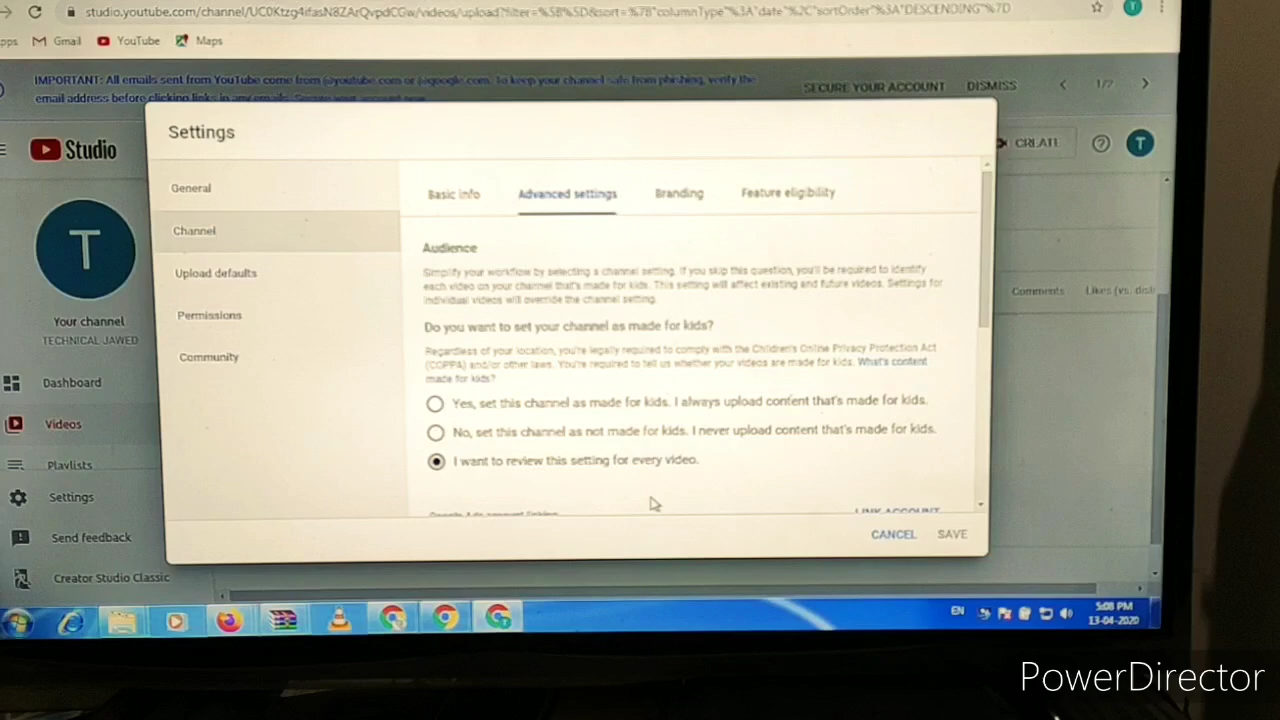 studio.youtube.com/channel/UC0Ktzg4ifasN8ZArQvpdCGw/videos/upload?filter=%5B%5D&sort=%7B"columnType"%3A"date"%2C"sortOrder"%3A"DESCENDING"%7D
Gmail YouTube Maps
IMPORTANT: All emails sent from YouTube come from @youtube.com or @google.com. To keep your channel safe from phishing, verify the
email address before clicking links in any emails. Secure your account now
SECURE YOUR ACCOUNT DISMISS 1/7
Studio
CREATE
T
Settings
General
Channel
Upload defaults
Permissions
Community
Basic info Advanced settings Branding Feature eligibility
Audience
Simplify your workflow by selecting a channel setting. If you skip this question, you'll be required to identify
each video on your channel that's made for kids. This setting will affect existing and future videos. Settings for
individual videos will override the channel setting.
Do you want to set your channel as made for kids?
Regardless of your location, you're legally required to comply with the Children's Online Privacy Protection Act
(COPPA) and/or other laws. You're required to tell us whether your videos are made for kids. What's content
made for kids?
Yes, set this channel as made for kids. I always upload content that's made for kids.
No, set this channel as not made for kids. I never upload content that's made for kids.
I want to review this setting for every video.
Google Ads account linking
LINK ACCOUNT
CANCEL SAVE
T
Your channel
TECHNICAL JAWED
Dashboard
Videos
Playlists
Settings
Send feedback
Creator Studio Classic
Comments Likes (vs.
EN
5:08 PM
13-04-2020
PowerDirector